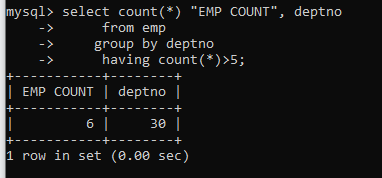 mysql> select count(*) "EMP COUNT", deptno
    ->         from emp
    ->        group by deptno
    ->         having count(*)>5;
+-----------+--------+
| EMP COUNT | deptno |
+-----------+--------+
|         6 |     30 |
+-----------+--------+
1 row in set (0.00 sec)